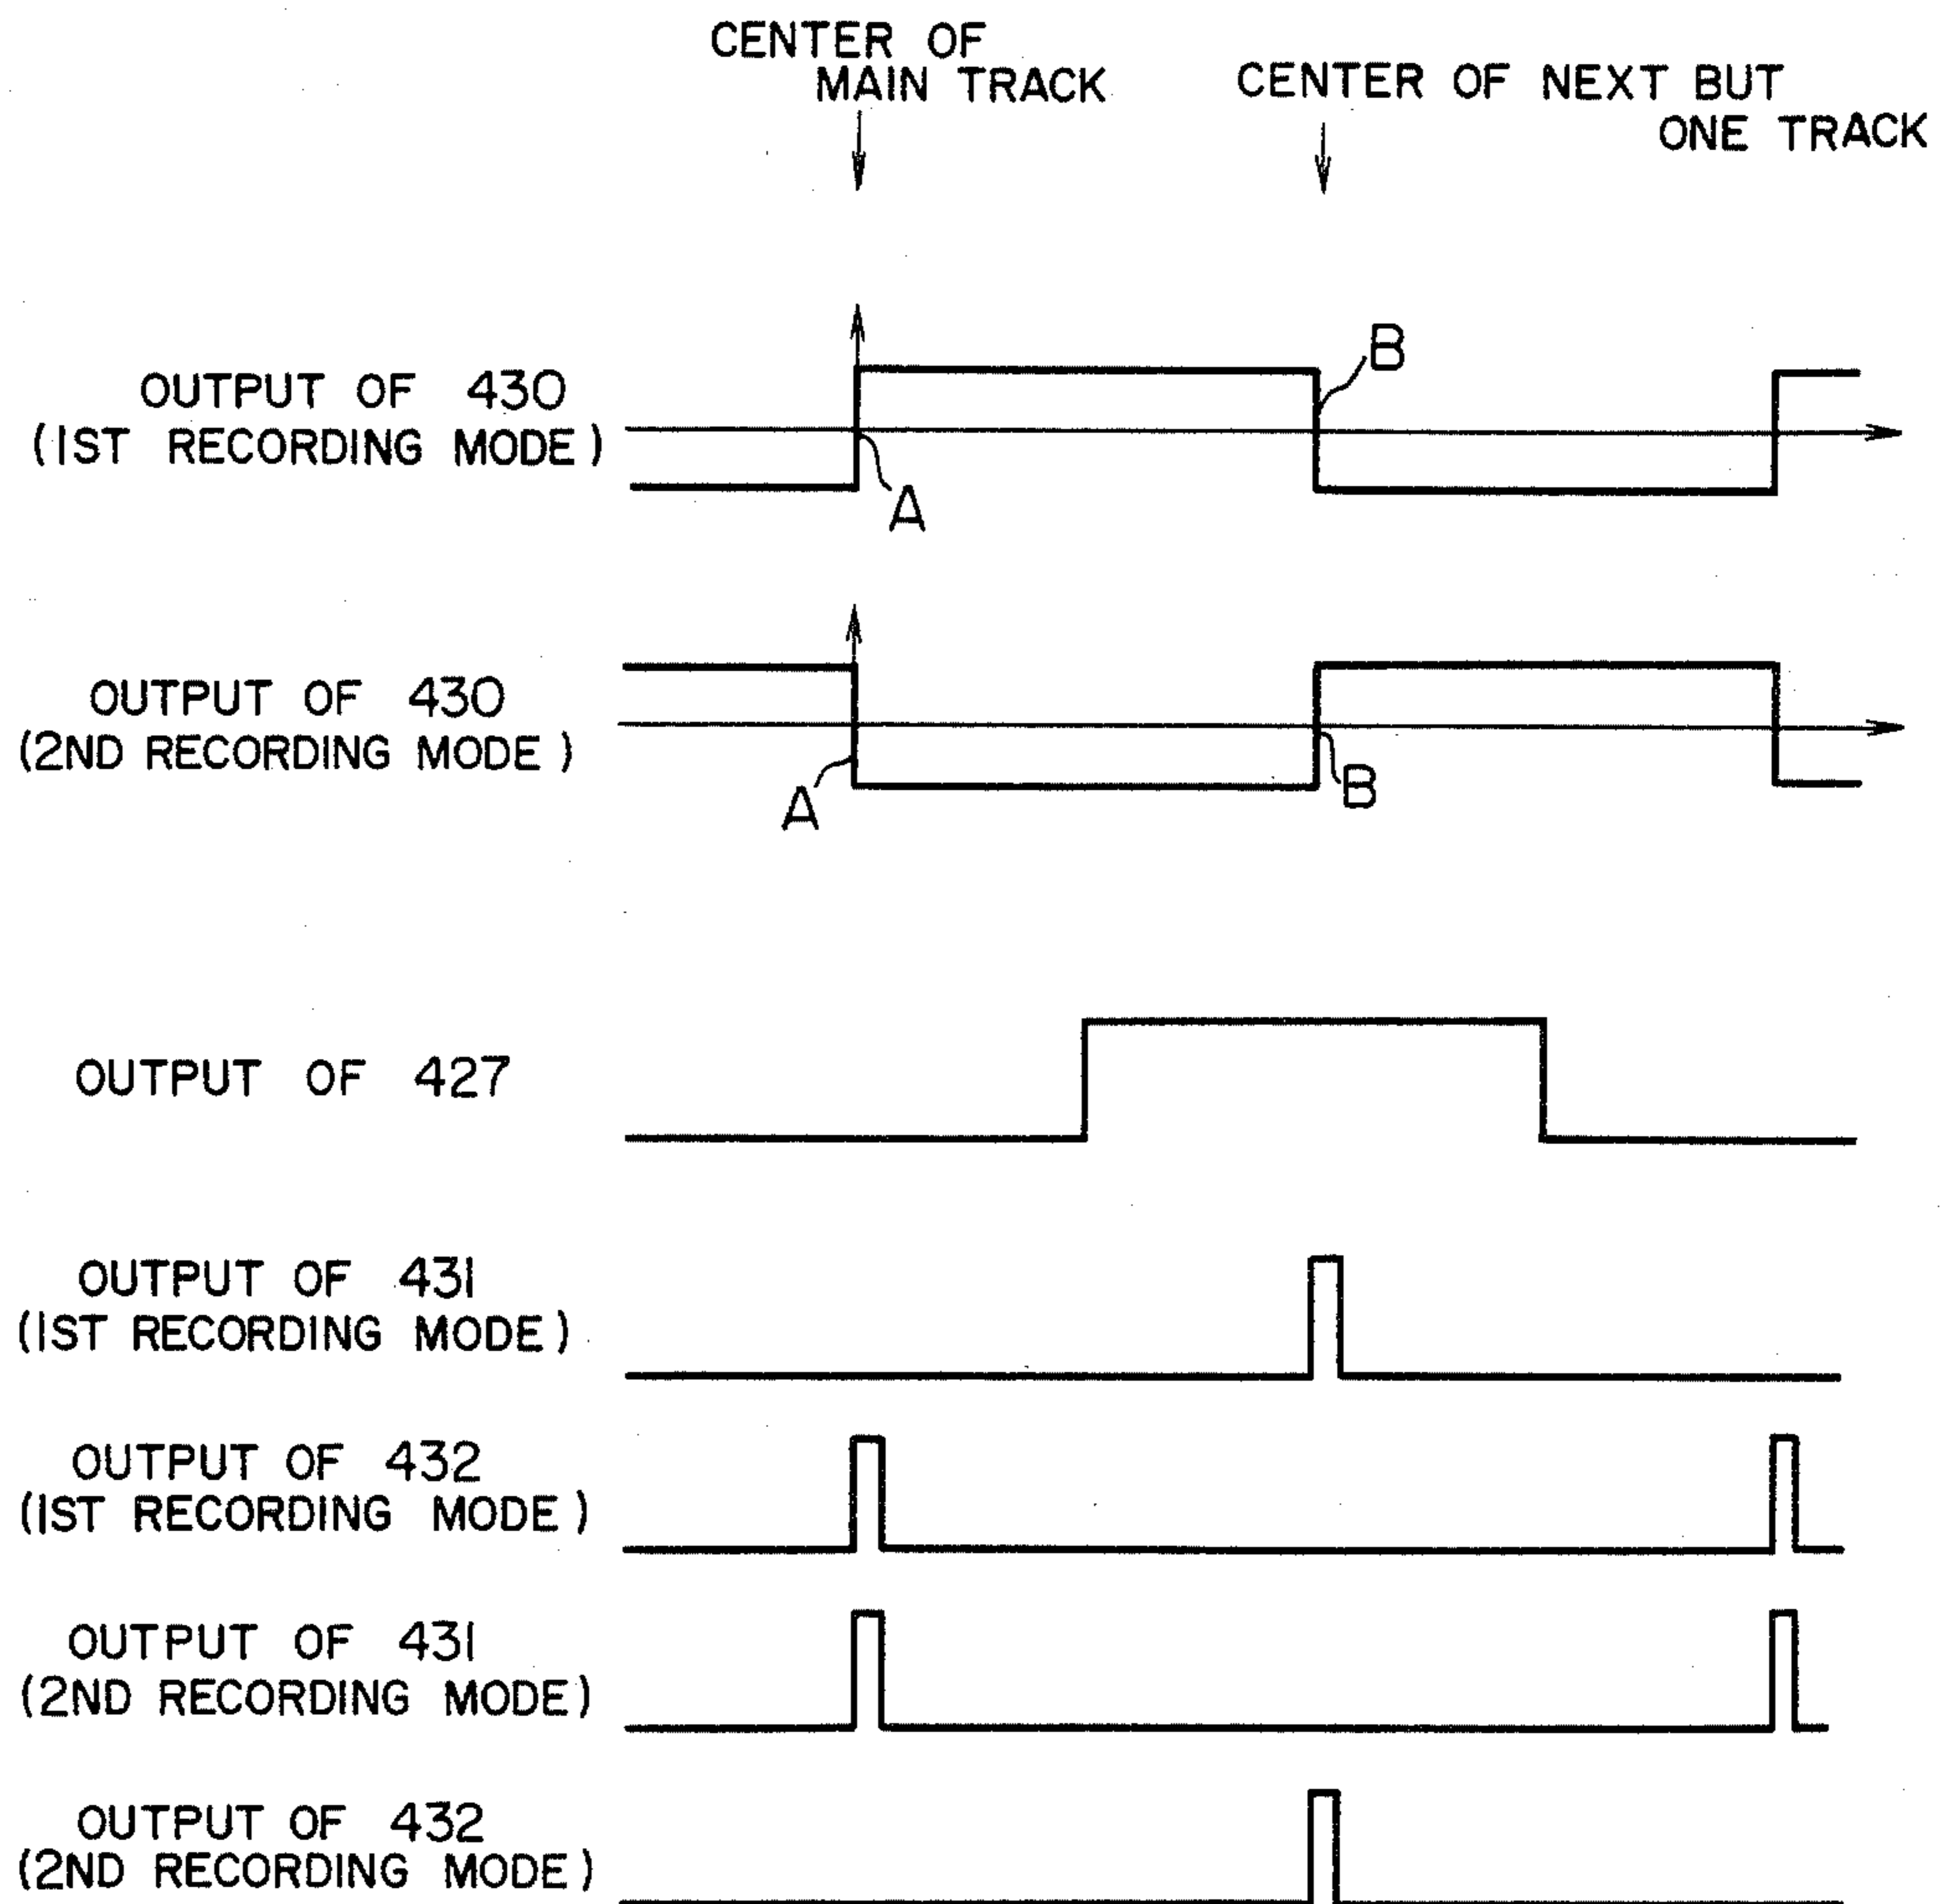 CENTER OF
MAIN TRACK
CENTER OF NEXT BUT
ONE TRACK
OUTPUT OF 430
(1ST RECORDING MODE)
B
A
OUTPUT OF 430
(2ND RECORDING MODE)
A
B
OUTPUT OF 427
OUTPUT OF 431
(1ST RECORDING MODE)
OUTPUT OF 432
(1ST RECORDING MODE)
OUTPUT OF 431
(2ND RECORDING MODE)
OUTPUT OF 432
(2ND RECORDING MODE)